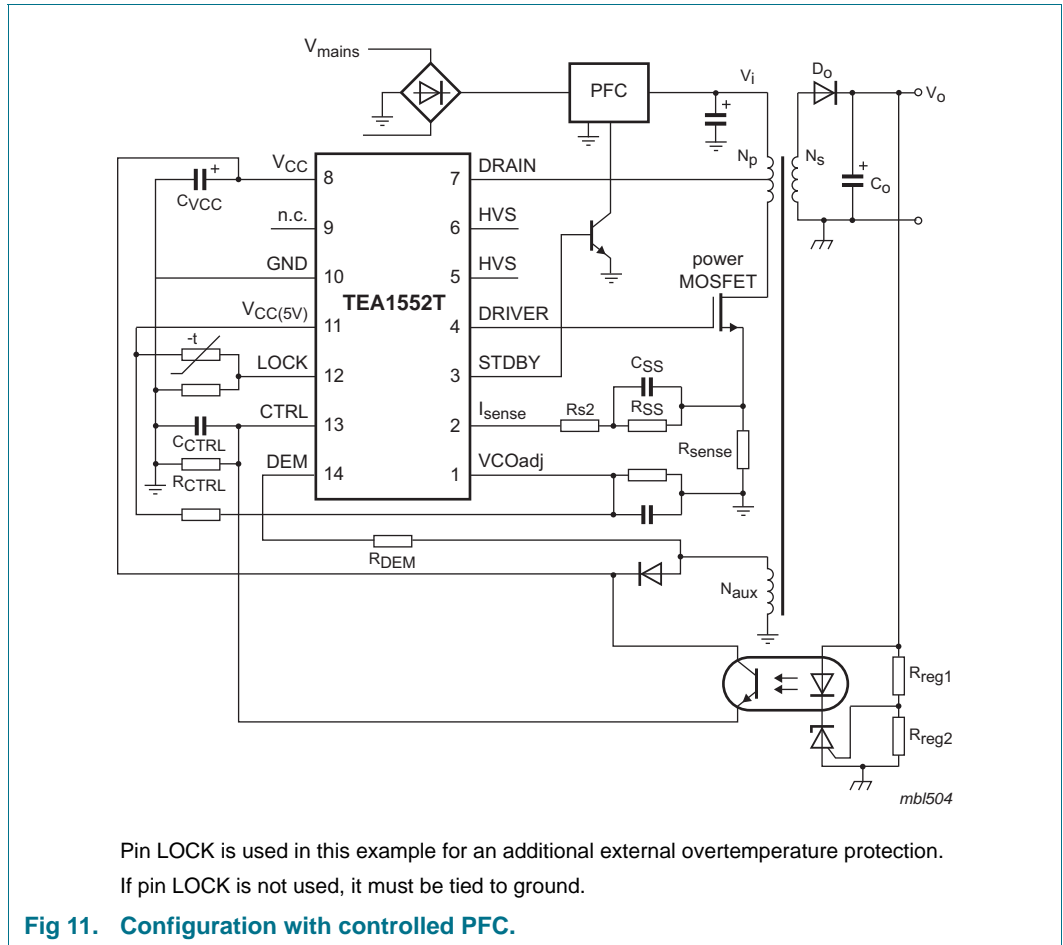 Vmains
PFC
Vi
Do
Vo
Np
Ns
Co
VCC
8
7
DRAIN
CVCC
n.c.
9
6
HVS
GND
10
5
HVS
TEA1552T
power
MOSFET
VCC(5V)
11
4
DRIVER
-t
LOCK
12
3
STDBY
CSS
CTRL
13
2
Isense
Rs2
RSS
CCTRL
Rsense
DEM
14
1
VCOadj
RCTRL
RDEM
Naux
Rreg1
Rreg2
mbl504
+
+
+
Pin LOCK is used in this example for an additional external overtemperature protection.
If pin LOCK is not used, it must be tied to ground.
Fig 11. Configuration with controlled PFC.